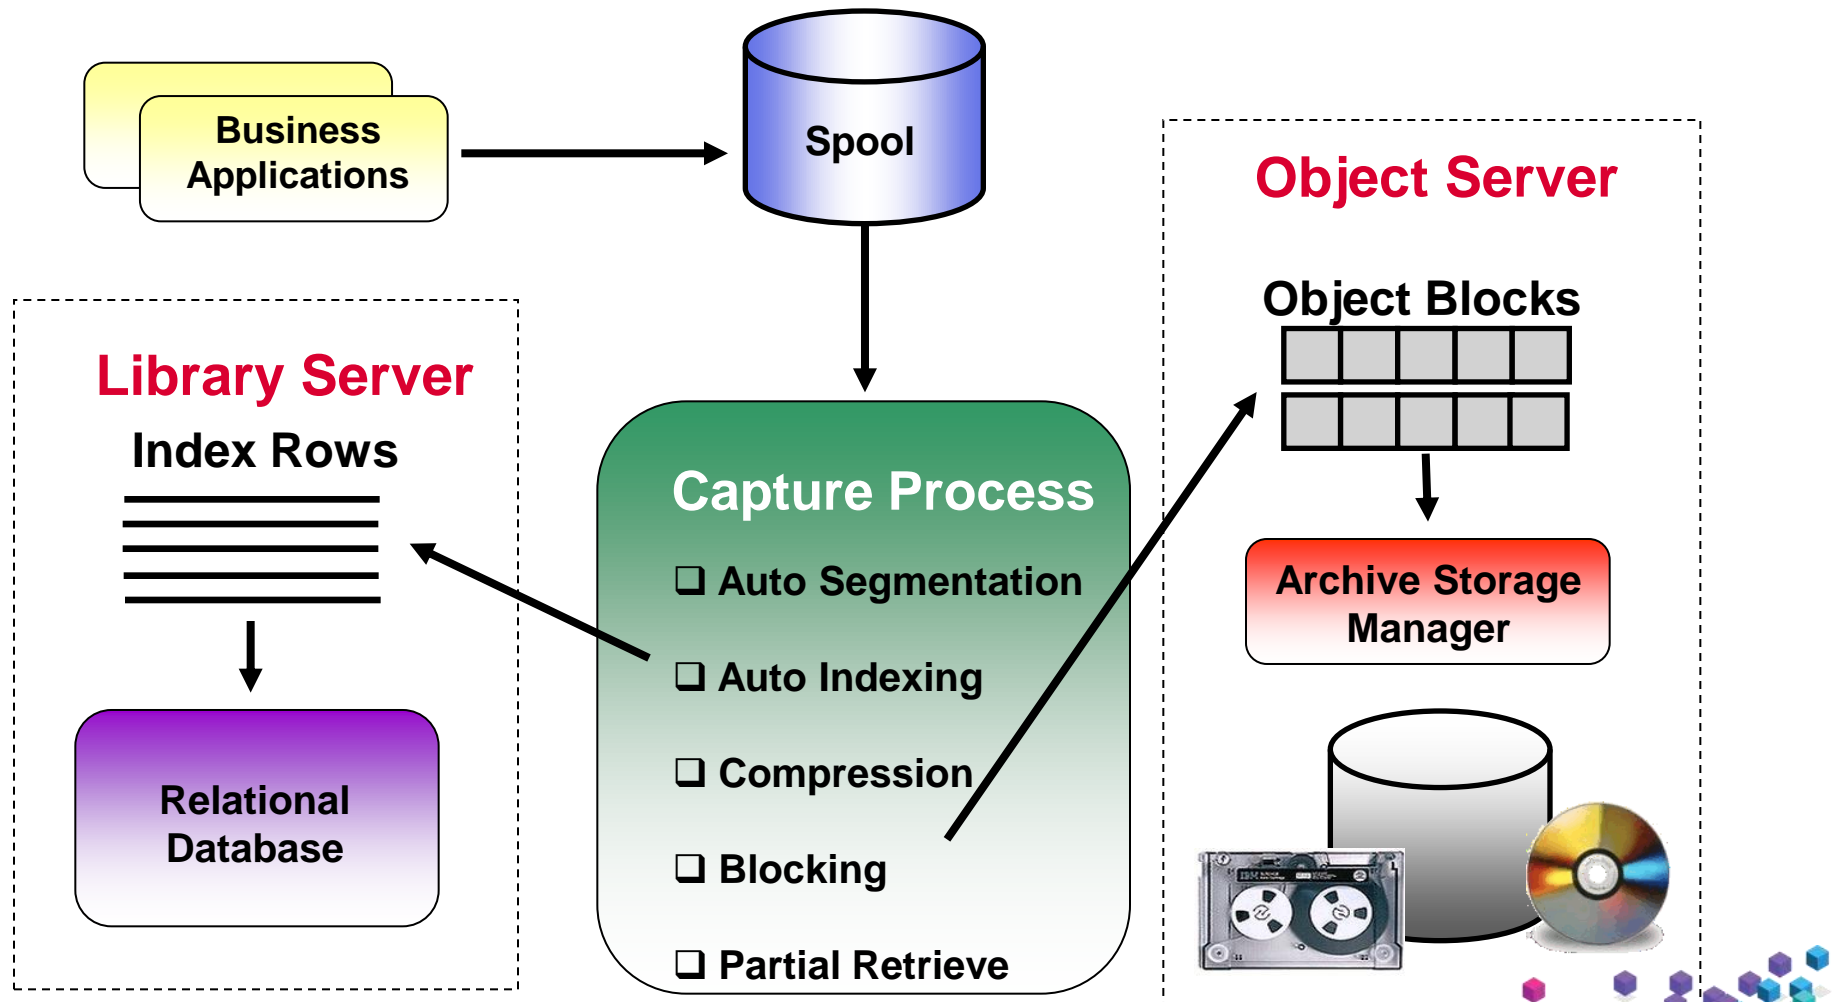 Business
Applications
Spool
Object Server
Object Blocks
Library Server
Index Rows
Capture Process
Auto Segmentation
Archive Storage
Manager
Auto Indexing
Compression
Relational
Database
Blocking
Partial Retrieve
IBM